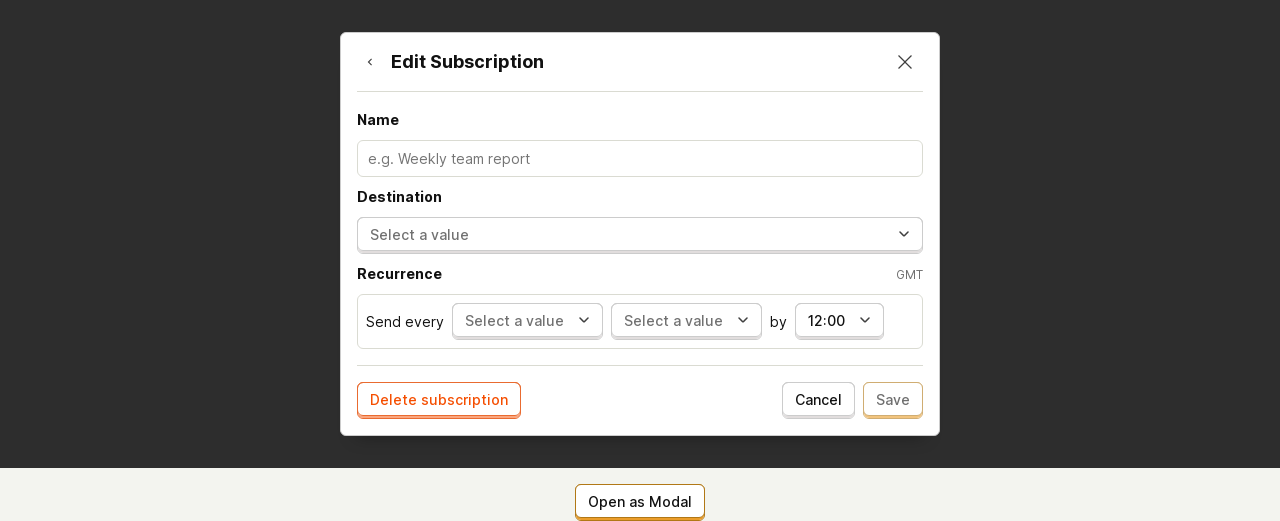 Edit Subscription
Name
e.g. Weekly team report
Destination
Select a value
Recurrence GMT
Send every Select a value Select a value by 12:00
Delete subscription Cancel Save
Open as Modal